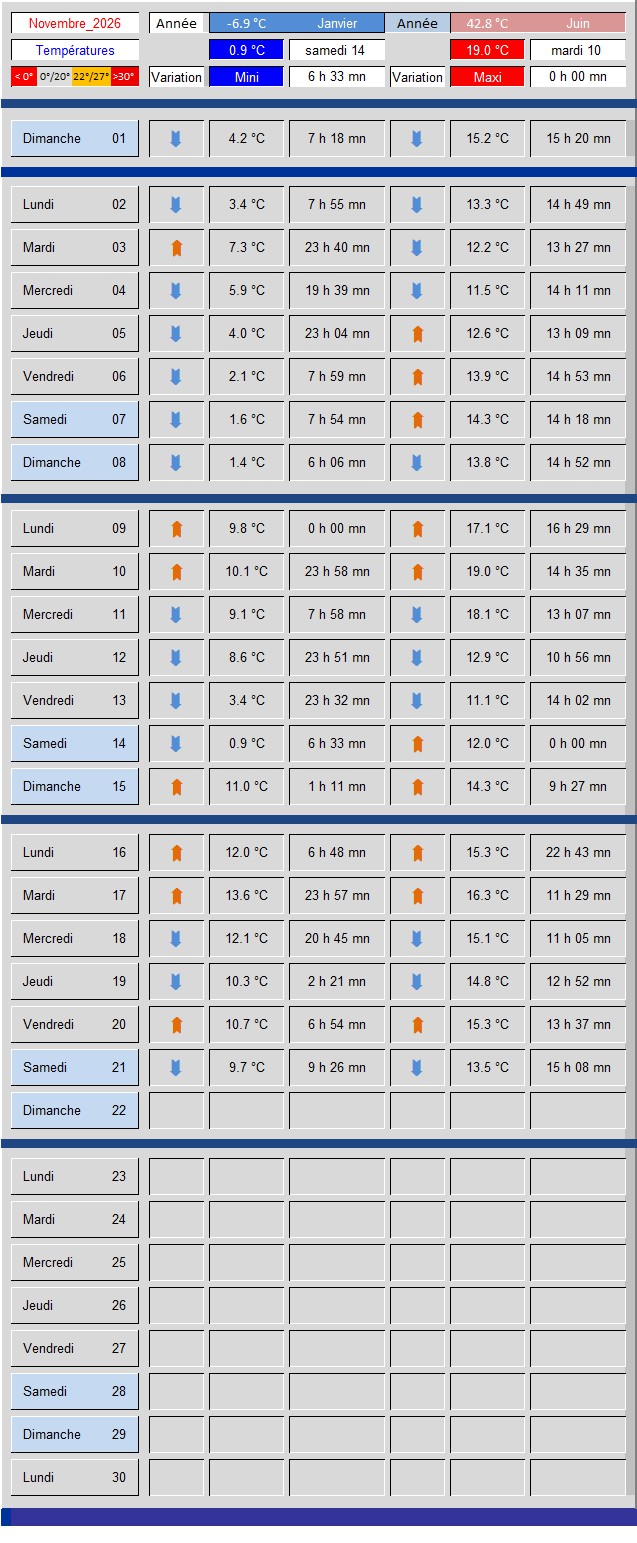 Novembre_2026 Année -6.9 °C Janvier Année 42.8 °C Juin
Températures 0.9 °C samedi 14 19.0 °C mardi 10
< 0° 0°/20° 22°/27° >30° Variation Mini 6 h 33 mn Variation Maxi 0 h 00 mn
Dimanche 01 4.2 °C 7 h 18 mn 15.2 °C 15 h 20 mn
Lundi 02 3.4 °C 7 h 55 mn 13.3 °C 14 h 49 mn
Mardi 03 7.3 °C 23 h 40 mn 12.2 °C 13 h 27 mn
Mercredi 04 5.9 °C 19 h 39 mn 11.5 °C 14 h 11 mn
Jeudi 05 4.0 °C 23 h 04 mn 12.6 °C 13 h 09 mn
Vendredi 06 2.1 °C 7 h 59 mn 13.9 °C 14 h 53 mn
Samedi 07 1.6 °C 7 h 54 mn 14.3 °C 14 h 18 mn
Dimanche 08 1.4 °C 6 h 06 mn 13.8 °C 14 h 52 mn
Lundi 09 9.8 °C 0 h 00 mn 17.1 °C 16 h 29 mn
Mardi 10 10.1 °C 23 h 58 mn 19.0 °C 14 h 35 mn
Mercredi 11 9.1 °C 7 h 58 mn 18.1 °C 13 h 07 mn
Jeudi 12 8.6 °C 23 h 51 mn 12.9 °C 10 h 56 mn
Vendredi 13 3.4 °C 23 h 32 mn 11.1 °C 14 h 02 mn
Samedi 14 0.9 °C 6 h 33 mn 12.0 °C 0 h 00 mn
Dimanche 15 11.0 °C 1 h 11 mn 14.3 °C 9 h 27 mn
Lundi 16 12.0 °C 6 h 48 mn 15.3 °C 22 h 43 mn
Mardi 17 13.6 °C 23 h 57 mn 16.3 °C 11 h 29 mn
Mercredi 18 12.1 °C 20 h 45 mn 15.1 °C 11 h 05 mn
Jeudi 19 10.3 °C 2 h 21 mn 14.8 °C 12 h 52 mn
Vendredi 20 10.7 °C 6 h 54 mn 15.3 °C 13 h 37 mn
Samedi 21 9.7 °C 9 h 26 mn 13.5 °C 15 h 08 mn
Dimanche 22
Lundi 23
Mardi 24
Mercredi 25
Jeudi 26
Vendredi 27
Samedi 28
Dimanche 29
Lundi 30